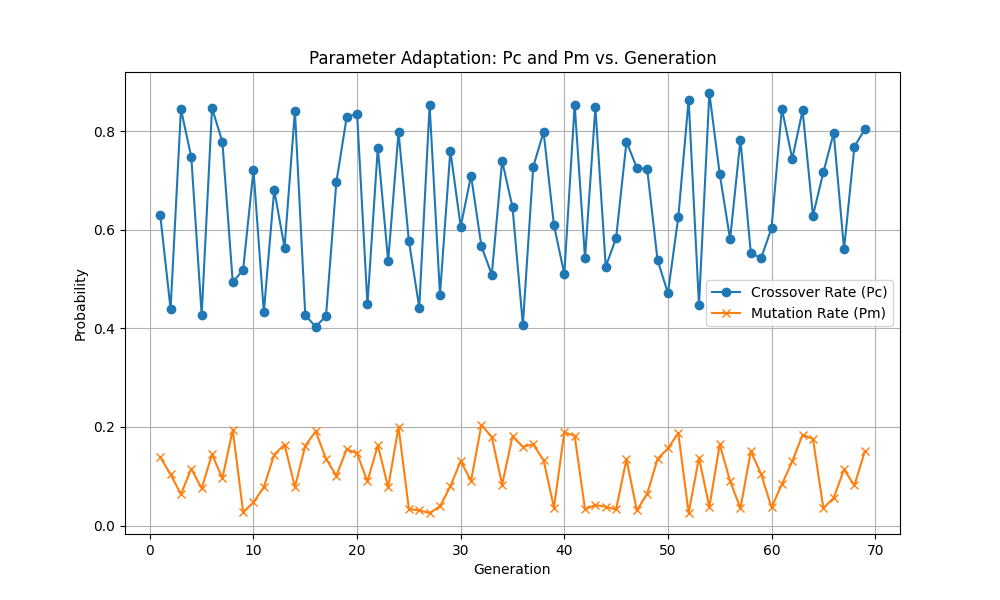 Parameter Adaptation: Pc and Pm vs. Generation
Probability
0.8
0.6
0.4
0.2
0.0
Crossover Rate (Pc)
Mutation Rate (Pm)
0 10 20 30 40 50 60 70
Generation